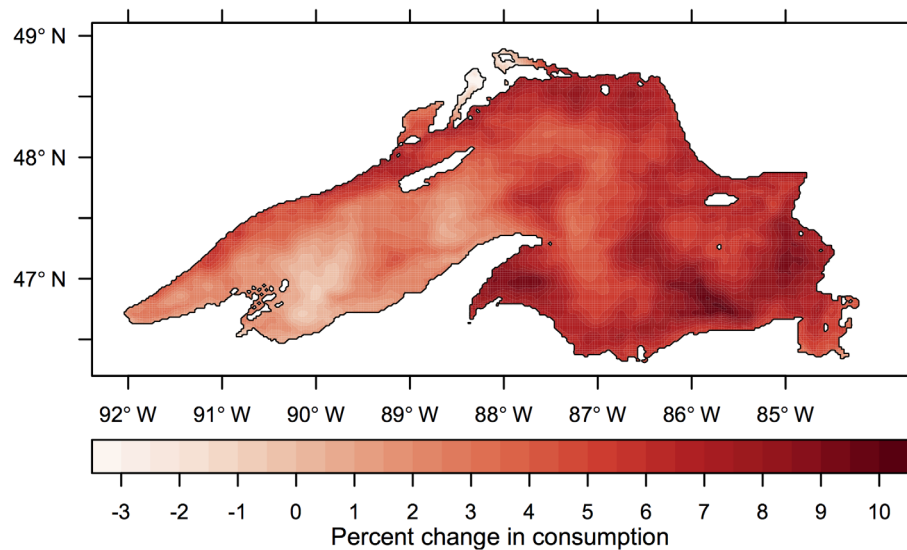 49° N
48° N
47° N
92° W 91° W 90° W 89° W 88° W 87° W 86° W 85° W
-3 -2 -1 0 1 2 3 4 5 6 7 8 9 10
Percent change in consumption